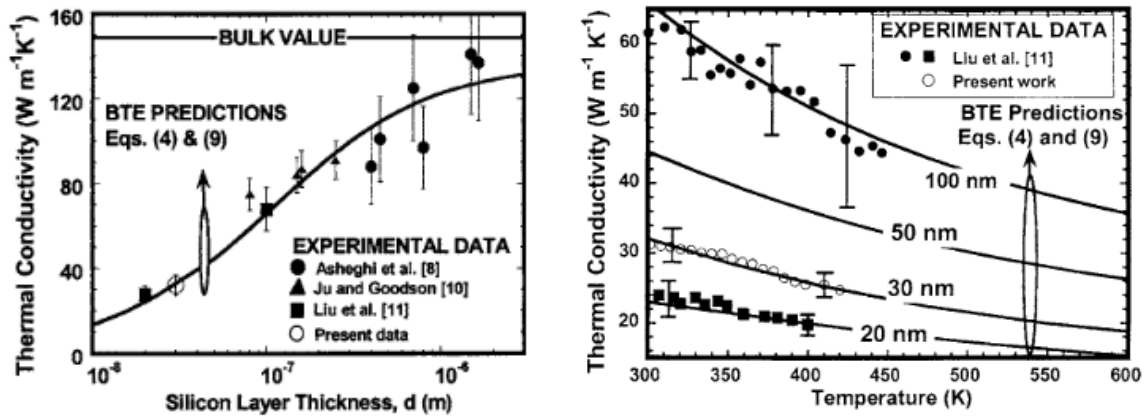 160
120
80
40
0
Thermal Conductivity (W m⁻¹K⁻¹)
BULK VALUE
BTE PREDICTIONS
Eqs. (4) & (9)
EXPERIMENTAL DATA
Asheghi et al. [8]
Ju and Goodson [10]
Liu et al. [11]
Present data
10⁻⁸
10⁻⁷
10⁻⁶
Silicon Layer Thickness, d (m)
60
50
40
30
20
Thermal Conductivity (W m⁻¹ K⁻¹)
EXPERIMENTAL DATA
Liu et al. [11]
Present work
BTE Predictions
Eqs. (4) and (9)
100 nm
50 nm
30 nm
20 nm
300
350
400
450
500
550
600
Temperature (K)